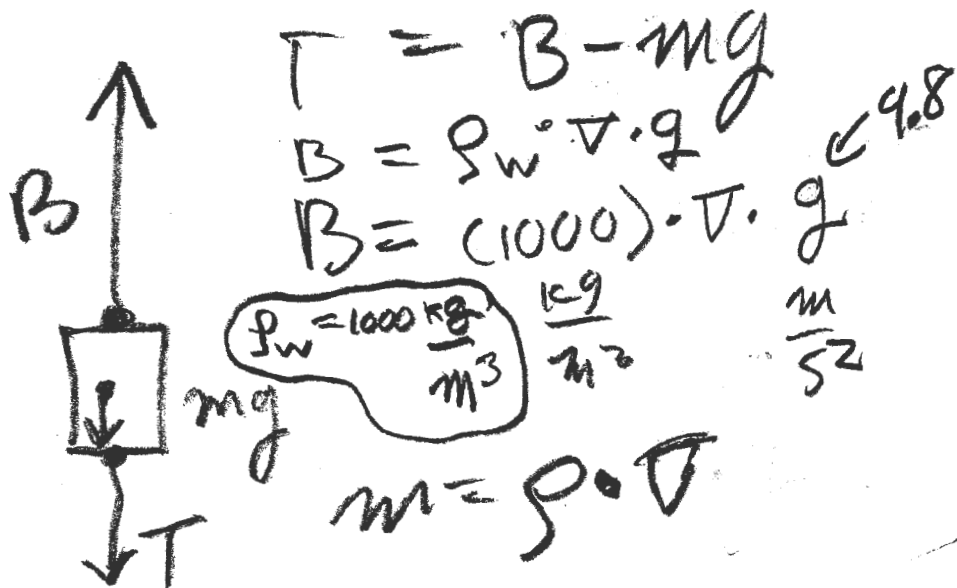 T = B - mg
B = ρw · ∇ · g ← 9.8
B = (1000) · ∇ · g
B
ρw = 1000 kg/m³
kg/m³ m/s²
mg
m = ρ · ∇
T